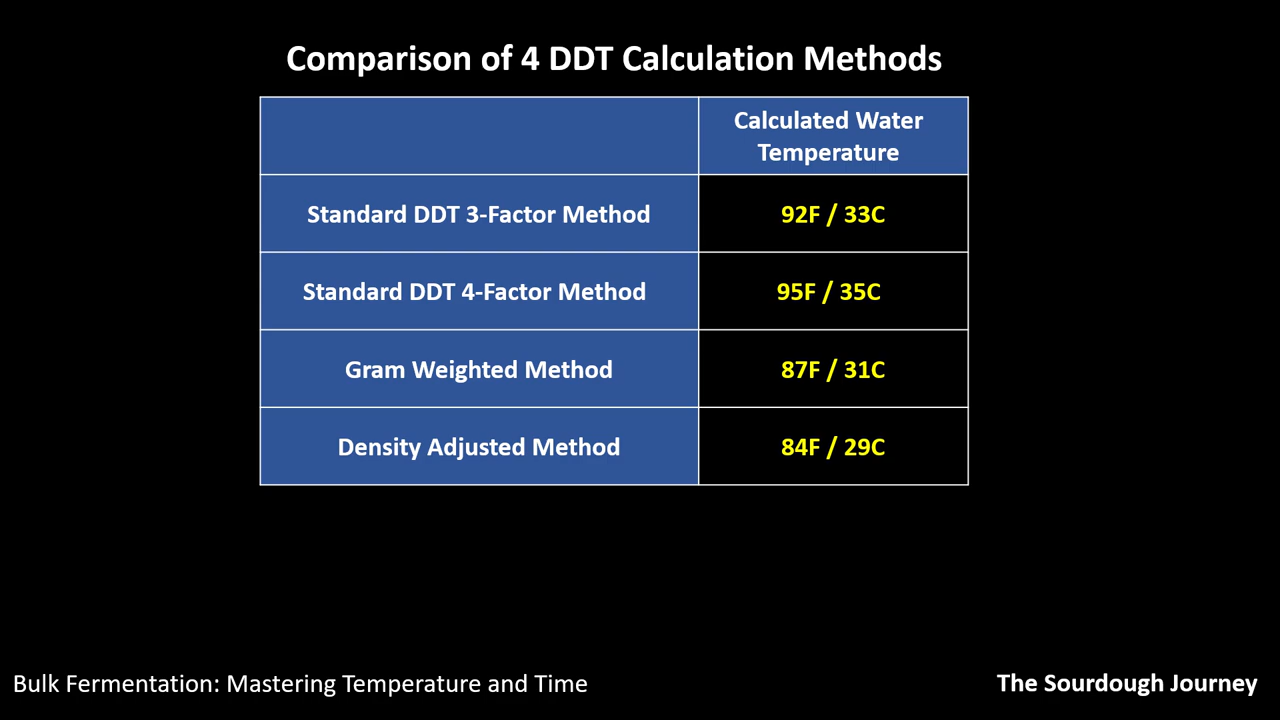 Comparison of 4 DDT Calculation Methods
Calculated Water
Temperature
Standard DDT 3-Factor Method
92F / 33C
Standard DDT 4-Factor Method
95F / 35C
Gram Weighted Method
87F / 31C
Density Adjusted Method
84F / 29C
Bulk Fermentation: Mastering Temperature and Time
The Sourdough Journey